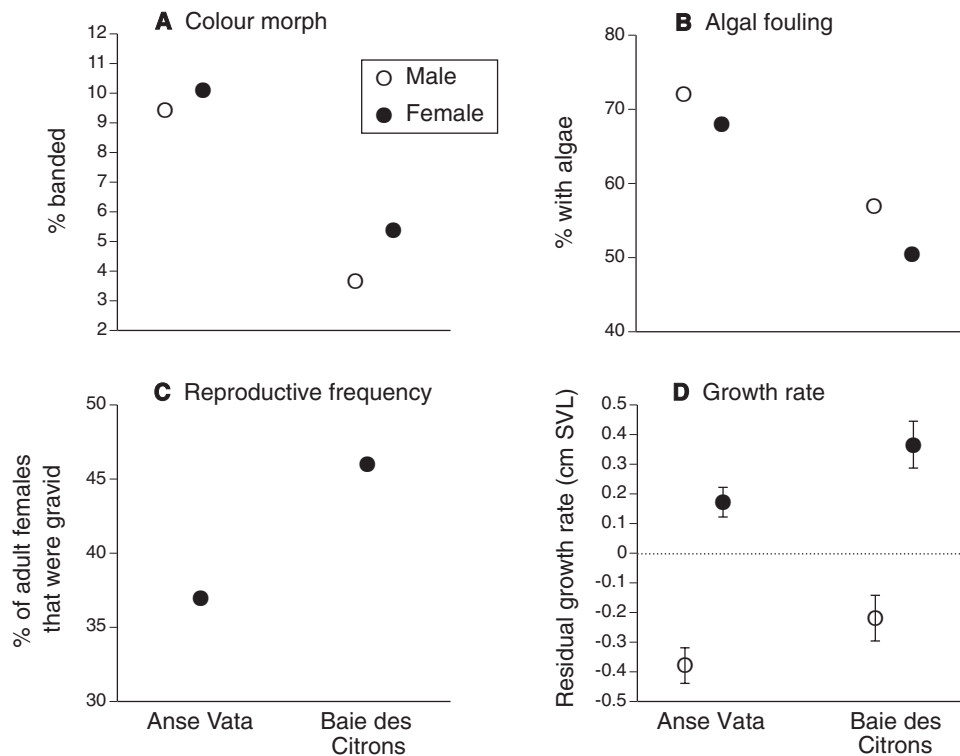 A Colour morph
12
11
10
9
8
7
6
5
4
3
2
% banded
Male
Female
B Algal fouling
80
70
60
50
40
% with algae
C Reproductive frequency
50
45
40
35
30
% of adult females
that were gravid
Anse Vata
Baie des
Citrons
D Growth rate
0.5
0.4
0.3
0.2
0.1
0
-0.1
-0.2
-0.3
-0.4
-0.5
Residual growth rate (cm SVL)
Anse Vata
Baie des
Citrons